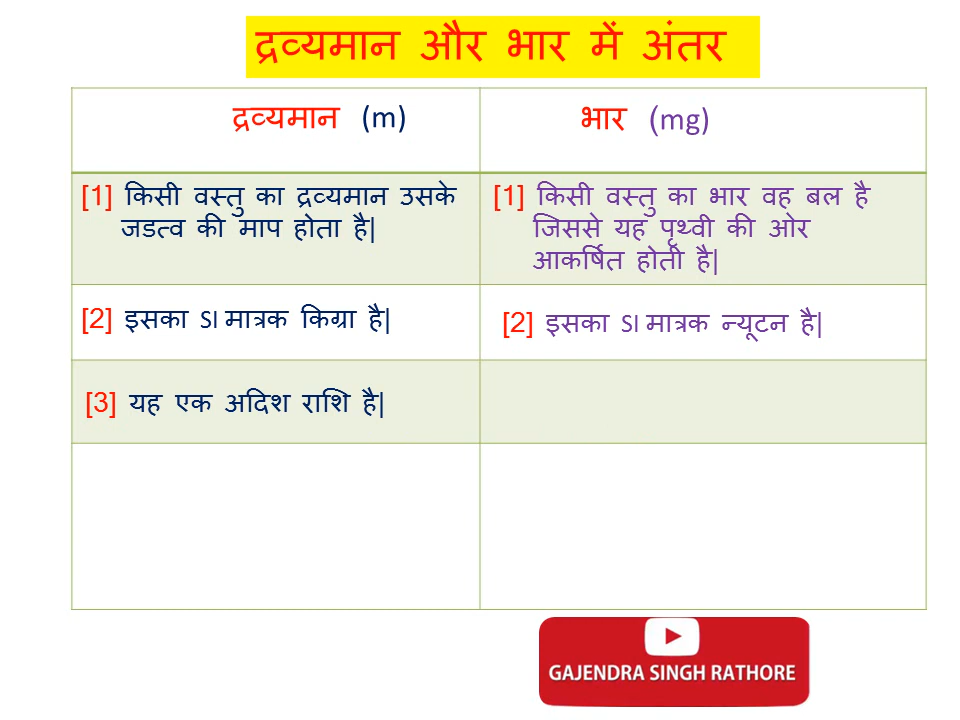 द्रव्यमान और भार में अंतर
द्रव्यमान (m)
भार (mg)
[1] किसी वस्तु का द्रव्यमान उसके
जडत्व की माप होता है|
[1] किसी वस्तु का भार वह बल है
जिससे यह पृथ्वी की ओर
आकर्षित होती है|
[2] इसका SI मात्रक किग्रा है|
[2] इसका SI मात्रक न्यूटन है|
[3] यह एक अदिश राशि है|
GAJENDRA SINGH RATHORE